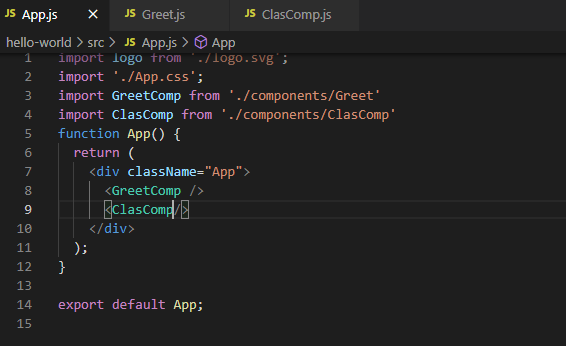 JS App.js ×
JS Greet.js
JS ClasComp.js
hello-world > src > JS App.js > App
1 import logo from './logo.svg';
2 import './App.css';
3 import GreetComp from './components/Greet'
4 import ClasComp from './components/ClasComp'
5 function App() {
6 return (
7 <div className="App">
8 <GreetComp />
9 <ClasComp/>
10 </div>
11 );
12 }
13
14 export default App;
15